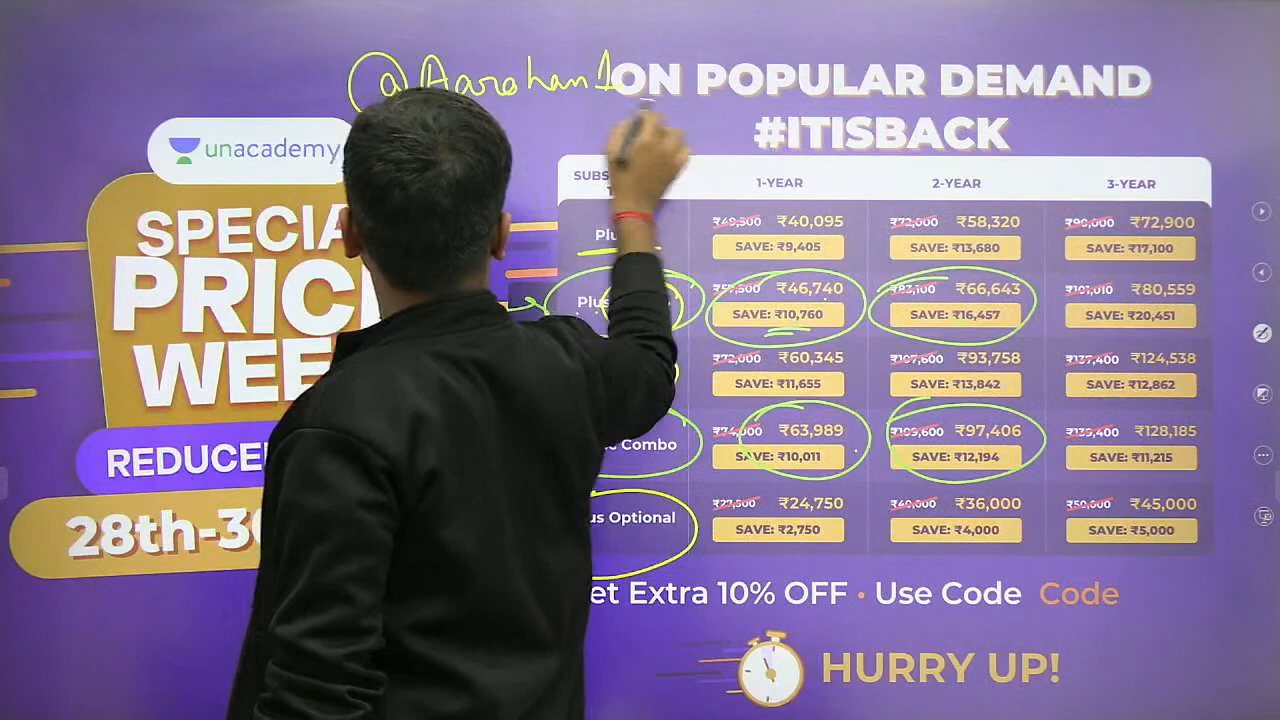 @Aarohan1
ON POPULAR DEMAND
#ITISBACK
unacademy
SPECIA
PRIC
WEE
REDUCE
28th-30
1-YEAR 2-YEAR 3-YEAR
₹49,500 ₹40,095 ₹72,000 ₹58,320 ₹90,000 ₹72,900
SAVE: ₹9,405 SAVE: ₹13,680 SAVE: ₹17,100
Plus ₹57,500 ₹46,740 ₹83,100 ₹66,643 ₹101,010 ₹80,559
SAVE: ₹10,760 SAVE: ₹16,457 SAVE: ₹20,451
₹72,000 ₹60,345 ₹107,600 ₹93,758 ₹137,400 ₹124,538
SAVE: ₹11,655 SAVE: ₹13,842 SAVE: ₹12,862
Combo ₹74,000 ₹63,989 ₹109,600 ₹97,406 ₹139,400 ₹128,185
SAVE: ₹10,011 SAVE: ₹12,194 SAVE: ₹11,215
us Optional ₹27,500 ₹24,750 ₹40,000 ₹36,000 ₹50,000 ₹45,000
SAVE: ₹2,750 SAVE: ₹4,000 SAVE: ₹5,000
et Extra 10% OFF • Use Code Code
HURRY UP!